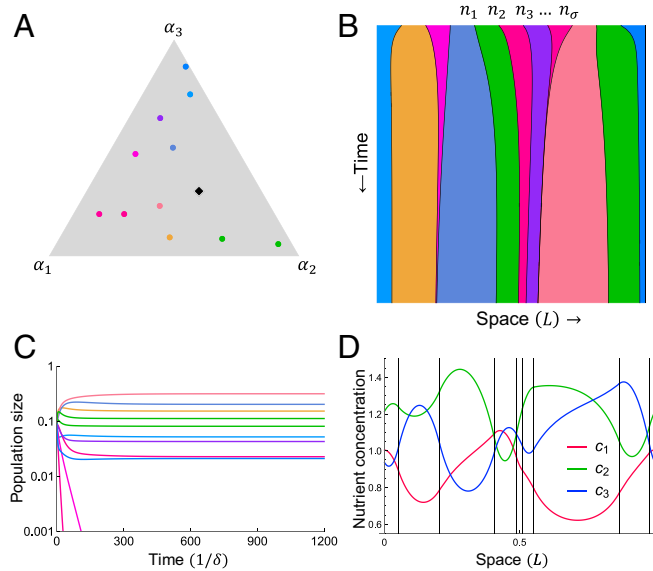 A
α₃
α₁
α₂
B
n₁ n₂ n₃ ... n_σ
←Time
Space (L) →
C
Population size
1
0.1
0.01
0.001
0 300 600 900 1200
Time (1/δ)
D
Nutrient concentration
1.4
1.2
1.0
0.8
0.6
c₁
c₂
c₃
0 0.5
Space (L)